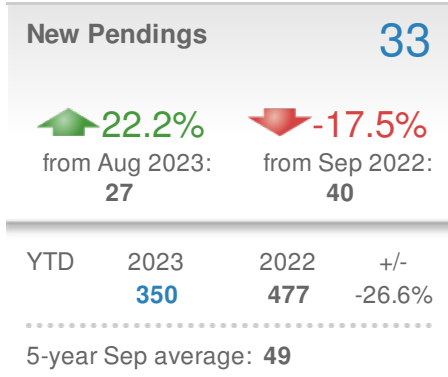 New Pendings 33
22.2% -17.5%
from Aug 2023: from Sep 2022:
27 40
YTD 2023 2022 +/-
350 477 -26.6%
5-year Sep average: 49